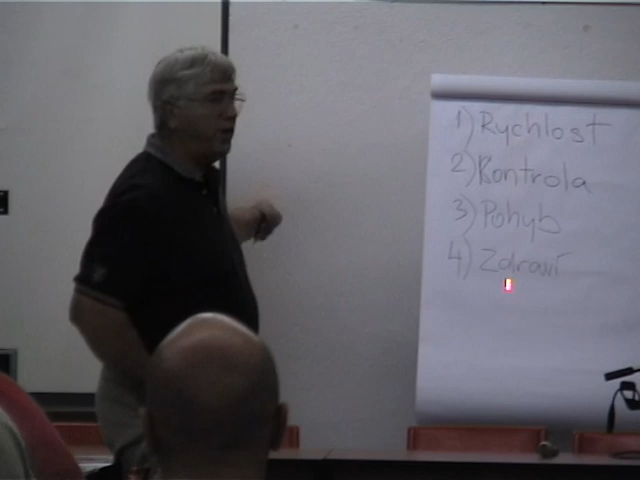 1) Rychlost
2) Kontrola
3) Pohyb
4) Zdraví